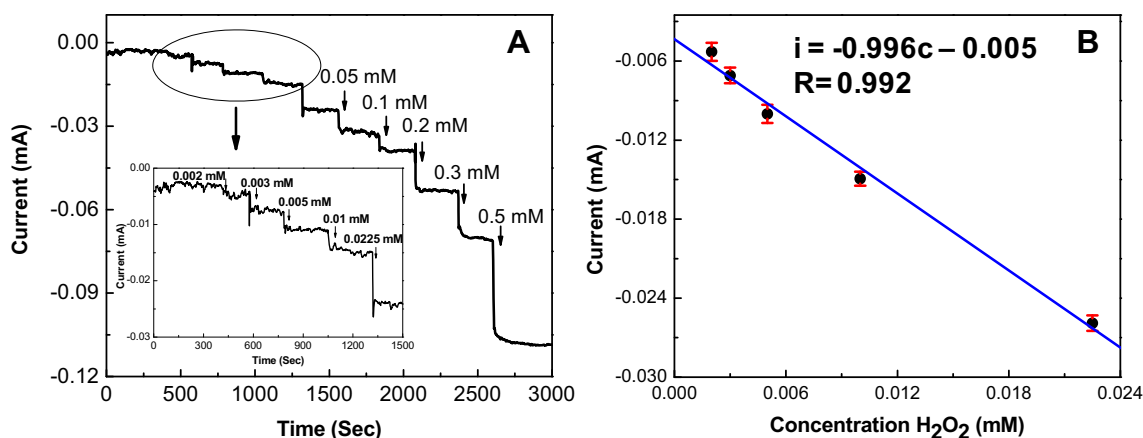 A
0.00
-0.03
-0.06
-0.09
-0.12
Current (mA)
0.05 mM
0.1 mM
0.2 mM
0.3 mM
0.5 mM
0.00
-0.01
-0.02
-0.03
Current (mA)
0.002 mM
0.003 mM
0.005 mM
0.01 mM
0.0225 mM
0 300 600 900 1200 1500
Time (Sec)
0 500 1000 1500 2000 2500 3000
Time (Sec)
B
i = -0.996c – 0.005
R= 0.992
-0.006
-0.012
-0.018
-0.024
-0.030
Current (mA)
0.000 0.006 0.012 0.018 0.024
Concentration H₂O₂ (mM)